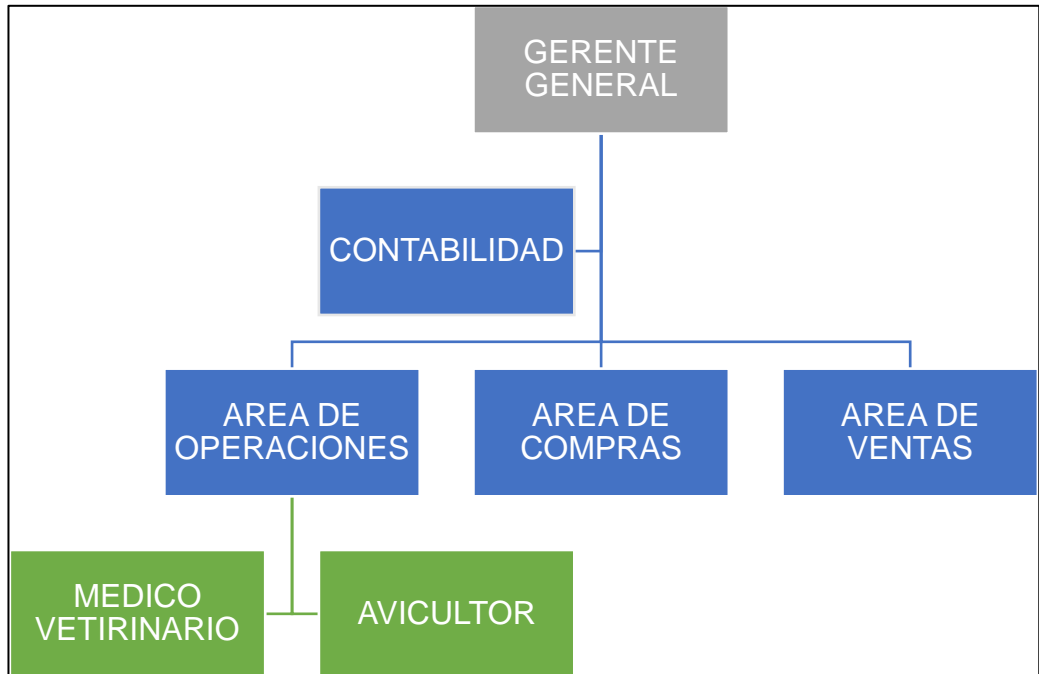 GERENTE
GENERAL
CONTABILIDAD
AREA DE
OPERACIONES
AREA DE
COMPRAS
AREA DE
VENTAS
MEDICO
VETIRINARIO
AVICULTOR